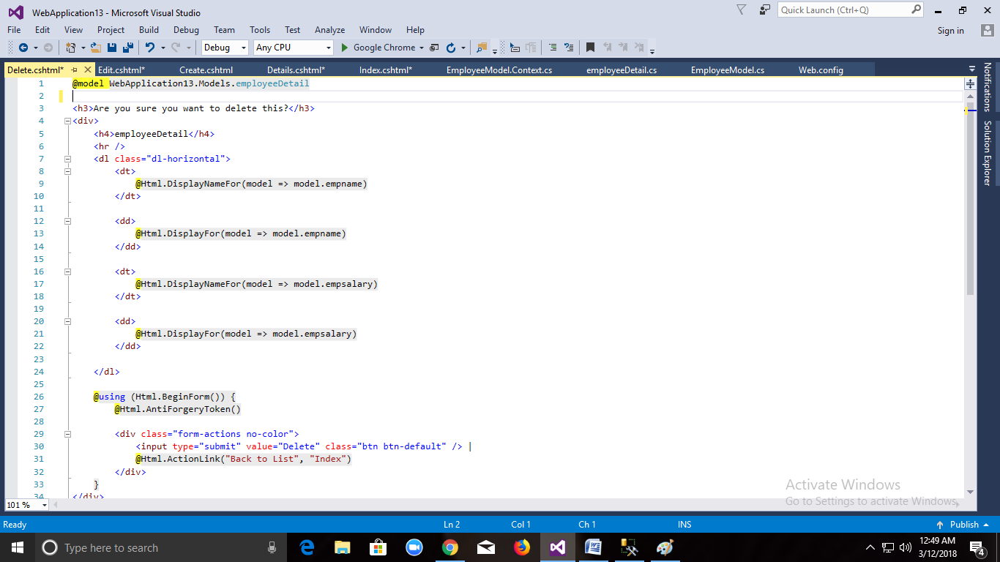 WebApplication13 - Microsoft Visual Studio
Quick Launch (Ctrl+Q)
File Edit View Project Build Debug Team Tools Test Analyze Window Help
Sign in
Debug Any CPU Google Chrome
Delete.cshtml* Edit.cshtml* Create.cshtml Details.cshtml* Index.cshtml* EmployeeModel.Context.cs employeeDetail.cs EmployeeModel.cs Web.config
Notifications
Solution Explorer
1 @model WebApplication13.Models.employeeDetail
2
3 <h3>Are you sure you want to delete this?</h3>
4 <div>
5 <h4>employeeDetail</h4>
6 <hr />
7 <dl class="dl-horizontal">
8 <dt>
9 @Html.DisplayNameFor(model => model.empname)
10 </dt>
11
12 <dd>
13 @Html.DisplayFor(model => model.empname)
14 </dd>
15
16 <dt>
17 @Html.DisplayNameFor(model => model.empsalary)
18 </dt>
19
20 <dd>
21 @Html.DisplayFor(model => model.empsalary)
22 </dd>
23
24 </dl>
25
26 @using (Html.BeginForm()) {
27 @Html.AntiForgeryToken()
28
29 <div class="form-actions no-color">
30 <input type="submit" value="Delete" class="btn btn-default" /> |
31 @Html.ActionLink("Back to List", "Index")
32 </div>
33 }
34 </div>
Activate Windows
Go to Settings to activate Windows.
101 %
Ready Ln 2 Col 1 Ch 1 INS Publish
Type here to search
12:49 AM
3/12/2018
4